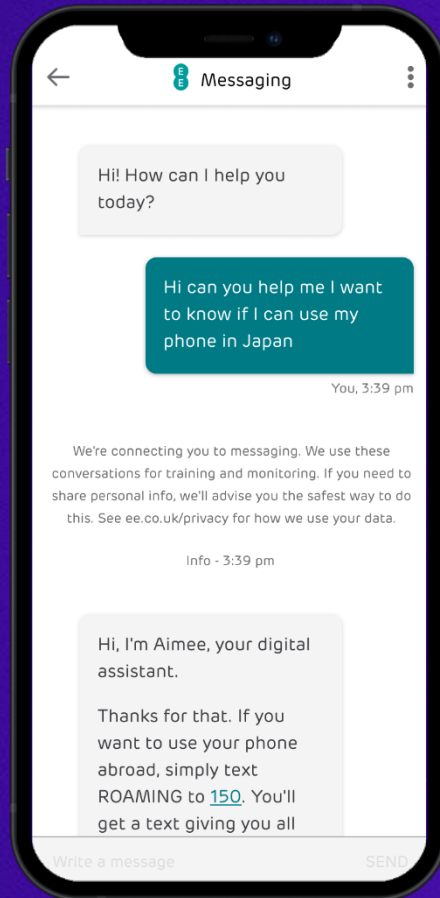 E
E
Messaging
Hi! How can I help you
today?
Hi can you help me I want
to know if I can use my
phone in Japan
You, 3:39 pm
We're connecting you to messaging. We use these
conversations for training and monitoring. If you need to
share personal info, we'll advise you the safest way to do
this. See ee.co.uk/privacy for how we use your data.
Info - 3:39 pm
Hi, I'm Aimee, your digital
assistant.
Thanks for that. If you
want to use your phone
abroad, simply text
ROAMING to 150. You'll
get a text giving you all
Write a message
SEND